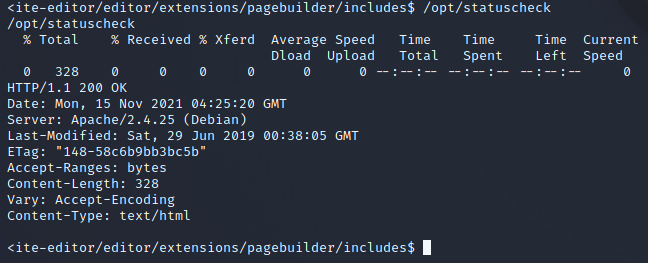 <ite-editor/editor/extensions/pagebuilder/includes$ /opt/statuscheck
/opt/statuscheck
  % Total    % Received % Xferd  Average Speed   Time    Time     Time  Current
                                 Dload  Upload   Total   Spent    Left  Speed
  0   328    0     0    0     0      0      0 --:--:-- --:--:-- --:--:--     0
HTTP/1.1 200 OK
Date: Mon, 15 Nov 2021 04:25:20 GMT
Server: Apache/2.4.25 (Debian)
Last-Modified: Sat, 29 Jun 2019 00:38:05 GMT
ETag: "148-58c6b9bb3bc5b"
Accept-Ranges: bytes
Content-Length: 328
Vary: Accept-Encoding
Content-Type: text/html
<ite-editor/editor/extensions/pagebuilder/includes$